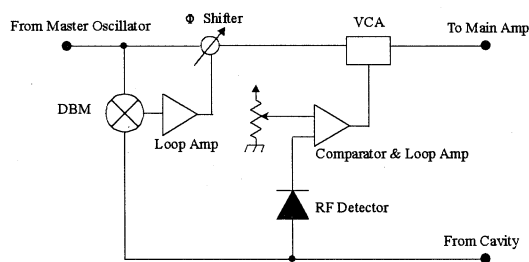 Φ Shifter
VCA
From Master Oscillator
To Main Amp
DBM
Loop Amp
Comparator & Loop Amp
RF Detector
From Cavity